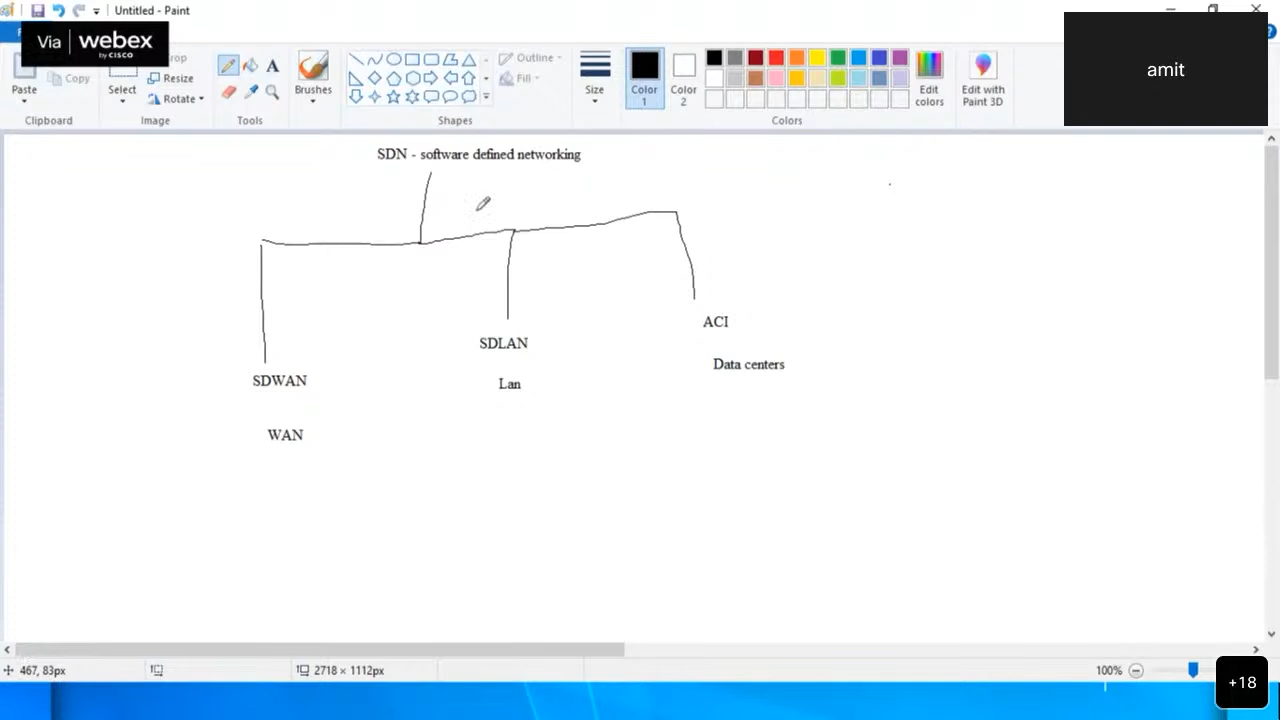 Untitled - Paint
Via webex
by CISCO
Paste
Copy
Clipboard
Select
Resize
Rotate
Image
A
Tools
Brushes
Outline
Fill
Shapes
Size
Color 1
Color 2
Edit colors
Colors
Edit with Paint 3D
amit
SDN - software defined networking
ACI
SDLAN
Data centers
SDWAN
Lan
WAN
467, 83px
2718 × 1112px
100%
+18